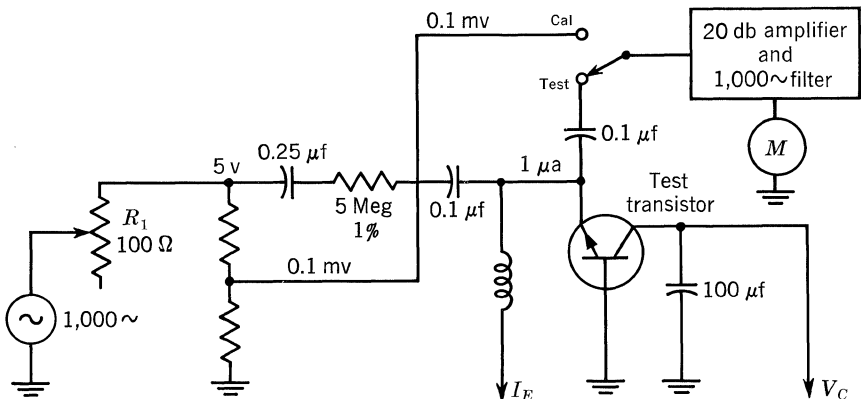 0.1 mv
Cal
20 db amplifier
and
1,000~ filter
Test
0.1 μf
M
5 v
0.25 μf
5 Meg
1%
0.1 μf
1 μa
Test
transistor
R₁
100 Ω
0.1 mv
1,000~
100 μf
I_E
V_C